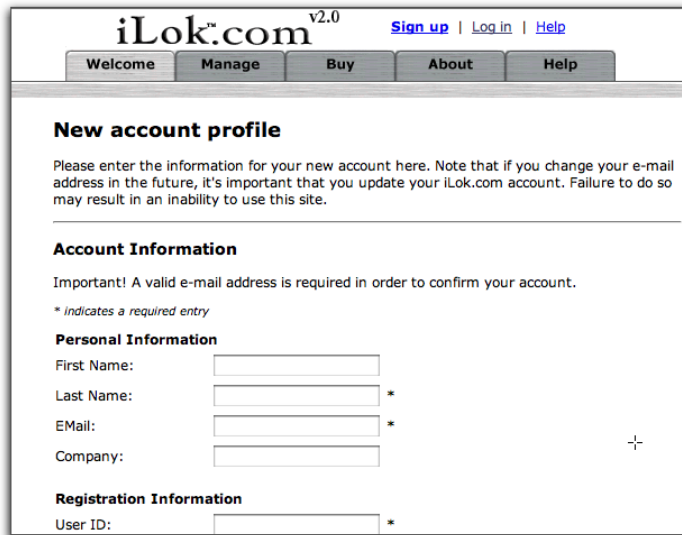 iLok™.com v2.0
Sign up | Log in | Help
Welcome Manage Buy About Help
New account profile
Please enter the information for your new account here. Note that if you change your e-mail
address in the future, it's important that you update your iLok.com account. Failure to do so
may result in an inability to use this site.
Account Information
Important! A valid e-mail address is required in order to confirm your account.
* indicates a required entry
Personal Information
First Name:
Last Name: *
EMail: *
Company:
Registration Information
User ID: *